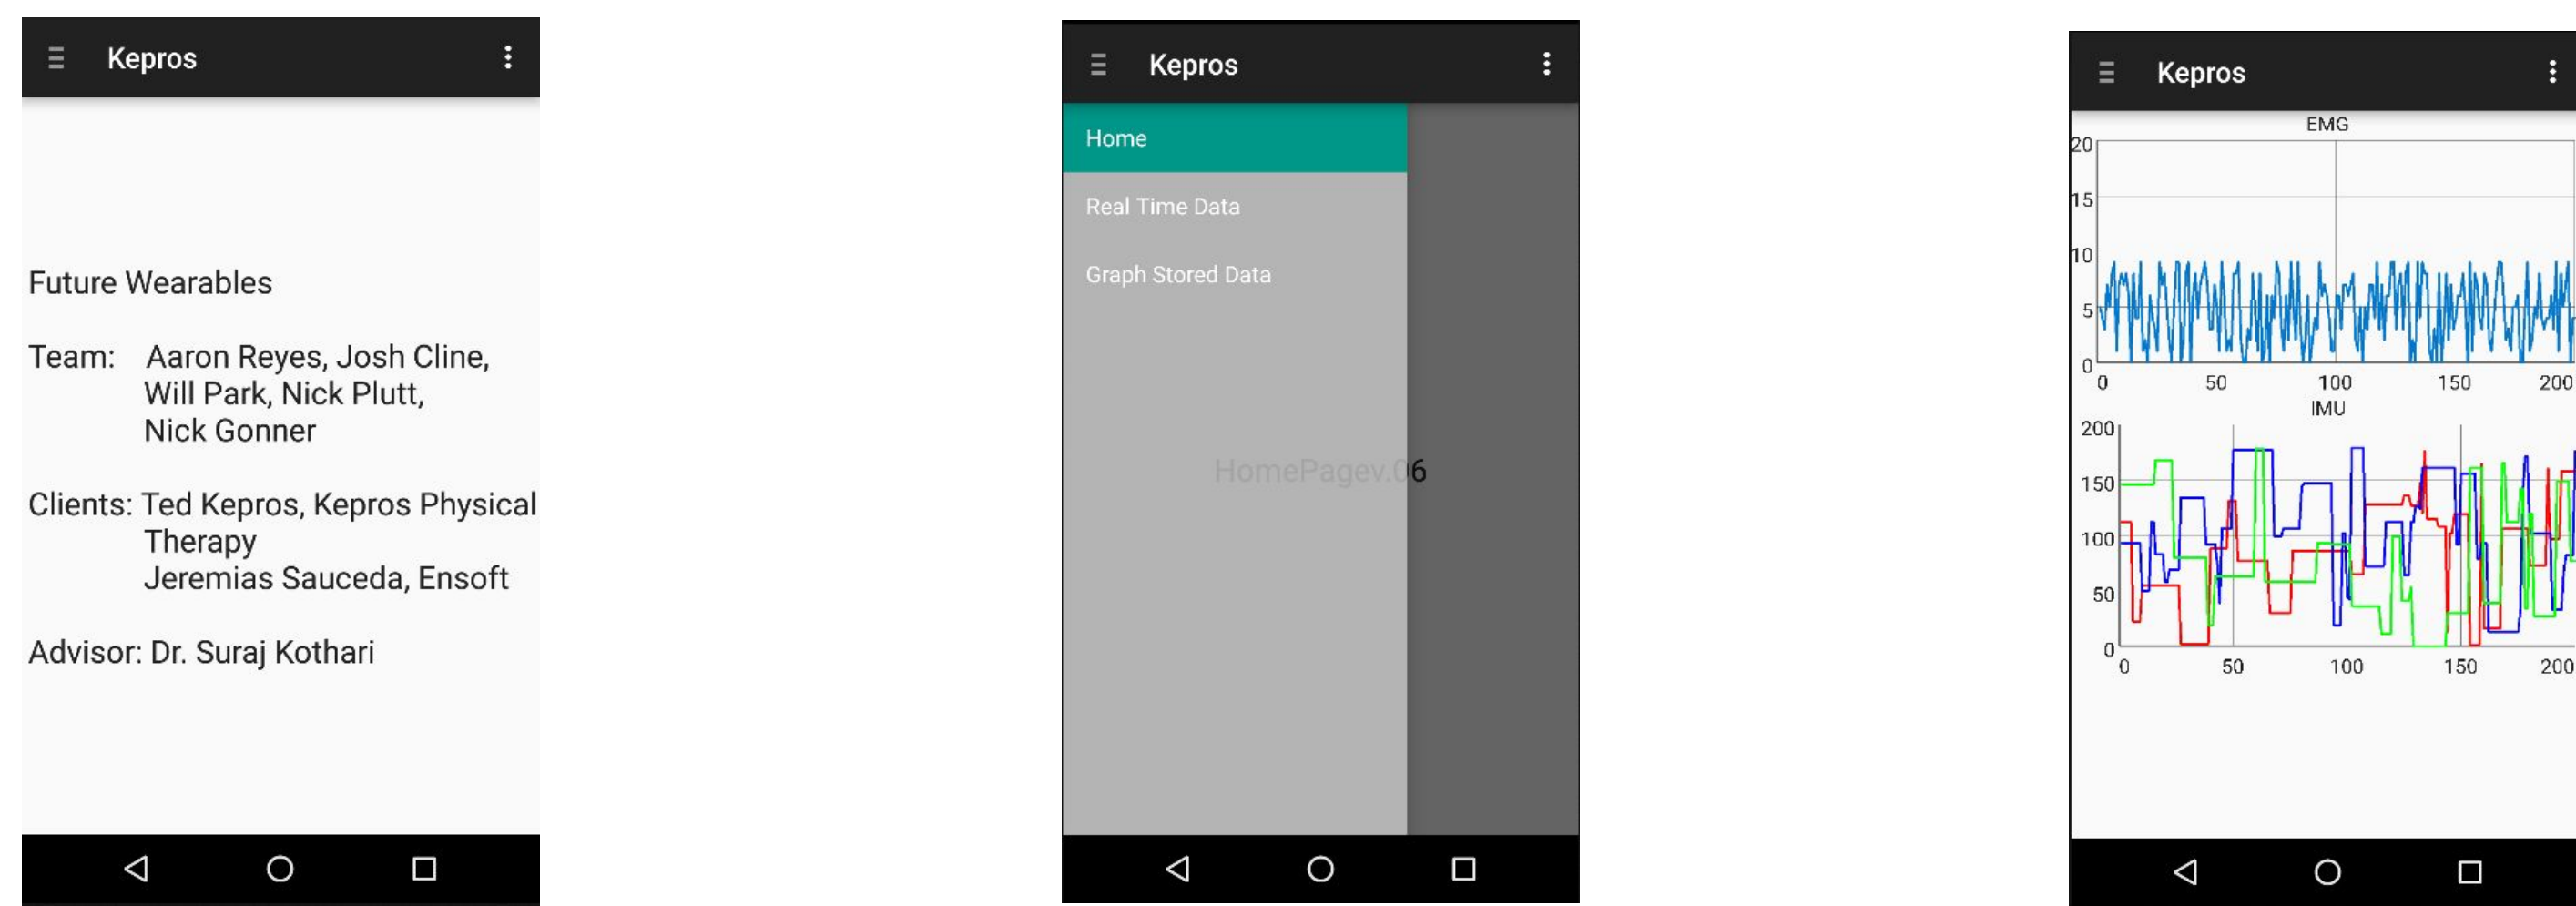 Kepros
Future Wearables
Team: Aaron Reyes, Josh Cline,
Will Park, Nick Plutt,
Nick Gonner
Clients: Ted Kepros, Kepros Physical
Therapy
Jeremias Sauceda, Ensoft
Advisor: Dr. Suraj Kothari
Kepros
Home
Real Time Data
Graph Stored Data
HomePagev.06
Kepros
EMG
20
15
10
5
0
0 50 100 150 200
IMU
200
150
100
50
0
0 50 100 150 200